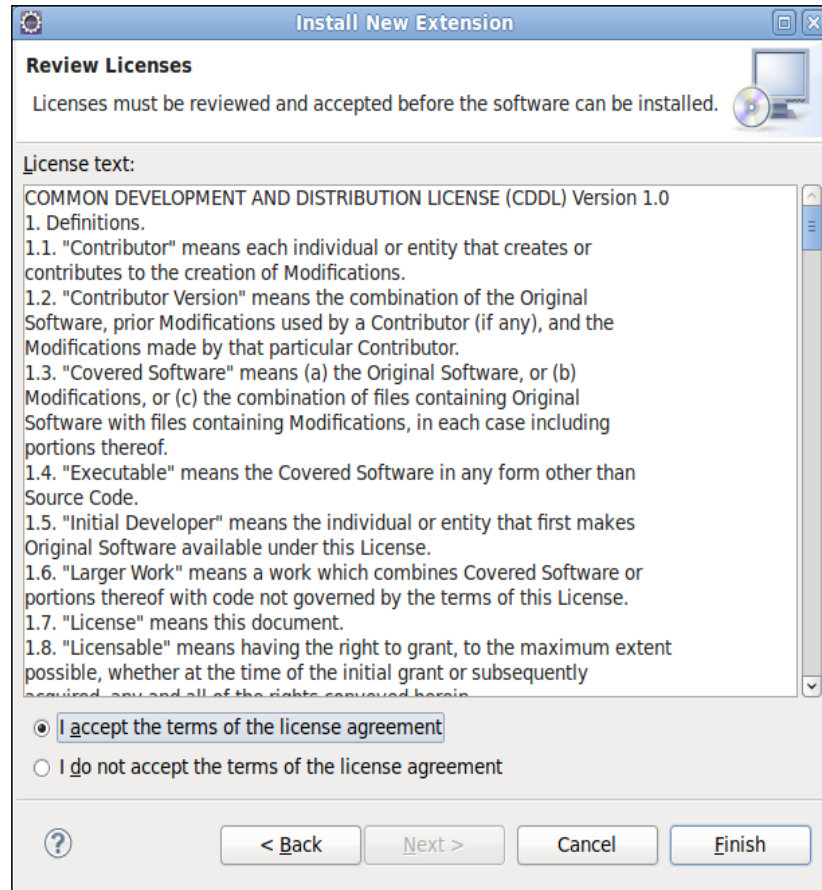 Install New Extension
Review Licenses
Licenses must be reviewed and accepted before the software can be installed.
License text:
COMMON DEVELOPMENT AND DISTRIBUTION LICENSE (CDDL) Version 1.0
1. Definitions.
1.1. "Contributor" means each individual or entity that creates or
contributes to the creation of Modifications.
1.2. "Contributor Version" means the combination of the Original
Software, prior Modifications used by a Contributor (if any), and the
Modifications made by that particular Contributor.
1.3. "Covered Software" means (a) the Original Software, or (b)
Modifications, or (c) the combination of files containing Original
Software with files containing Modifications, in each case including
portions thereof.
1.4. "Executable" means the Covered Software in any form other than
Source Code.
1.5. "Initial Developer" means the individual or entity that first makes
Original Software available under this License.
1.6. "Larger Work" means a work which combines Covered Software or
portions thereof with code not governed by the terms of this License.
1.7. "License" means this document.
1.8. "Licensable" means having the right to grant, to the maximum extent
possible, whether at the time of the initial grant or subsequently
acquired, any and all of the rights conveyed herein.
I accept the terms of the license agreement
I do not accept the terms of the license agreement
?
< Back
Next >
Cancel
Finish